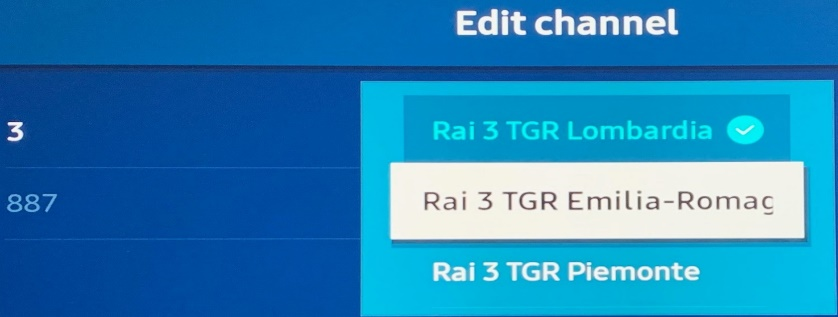 Edit channel
3
Rai 3 TGR Lombardia
887
Rai 3 TGR Emilia-Romag
Rai 3 TGR Piemonte